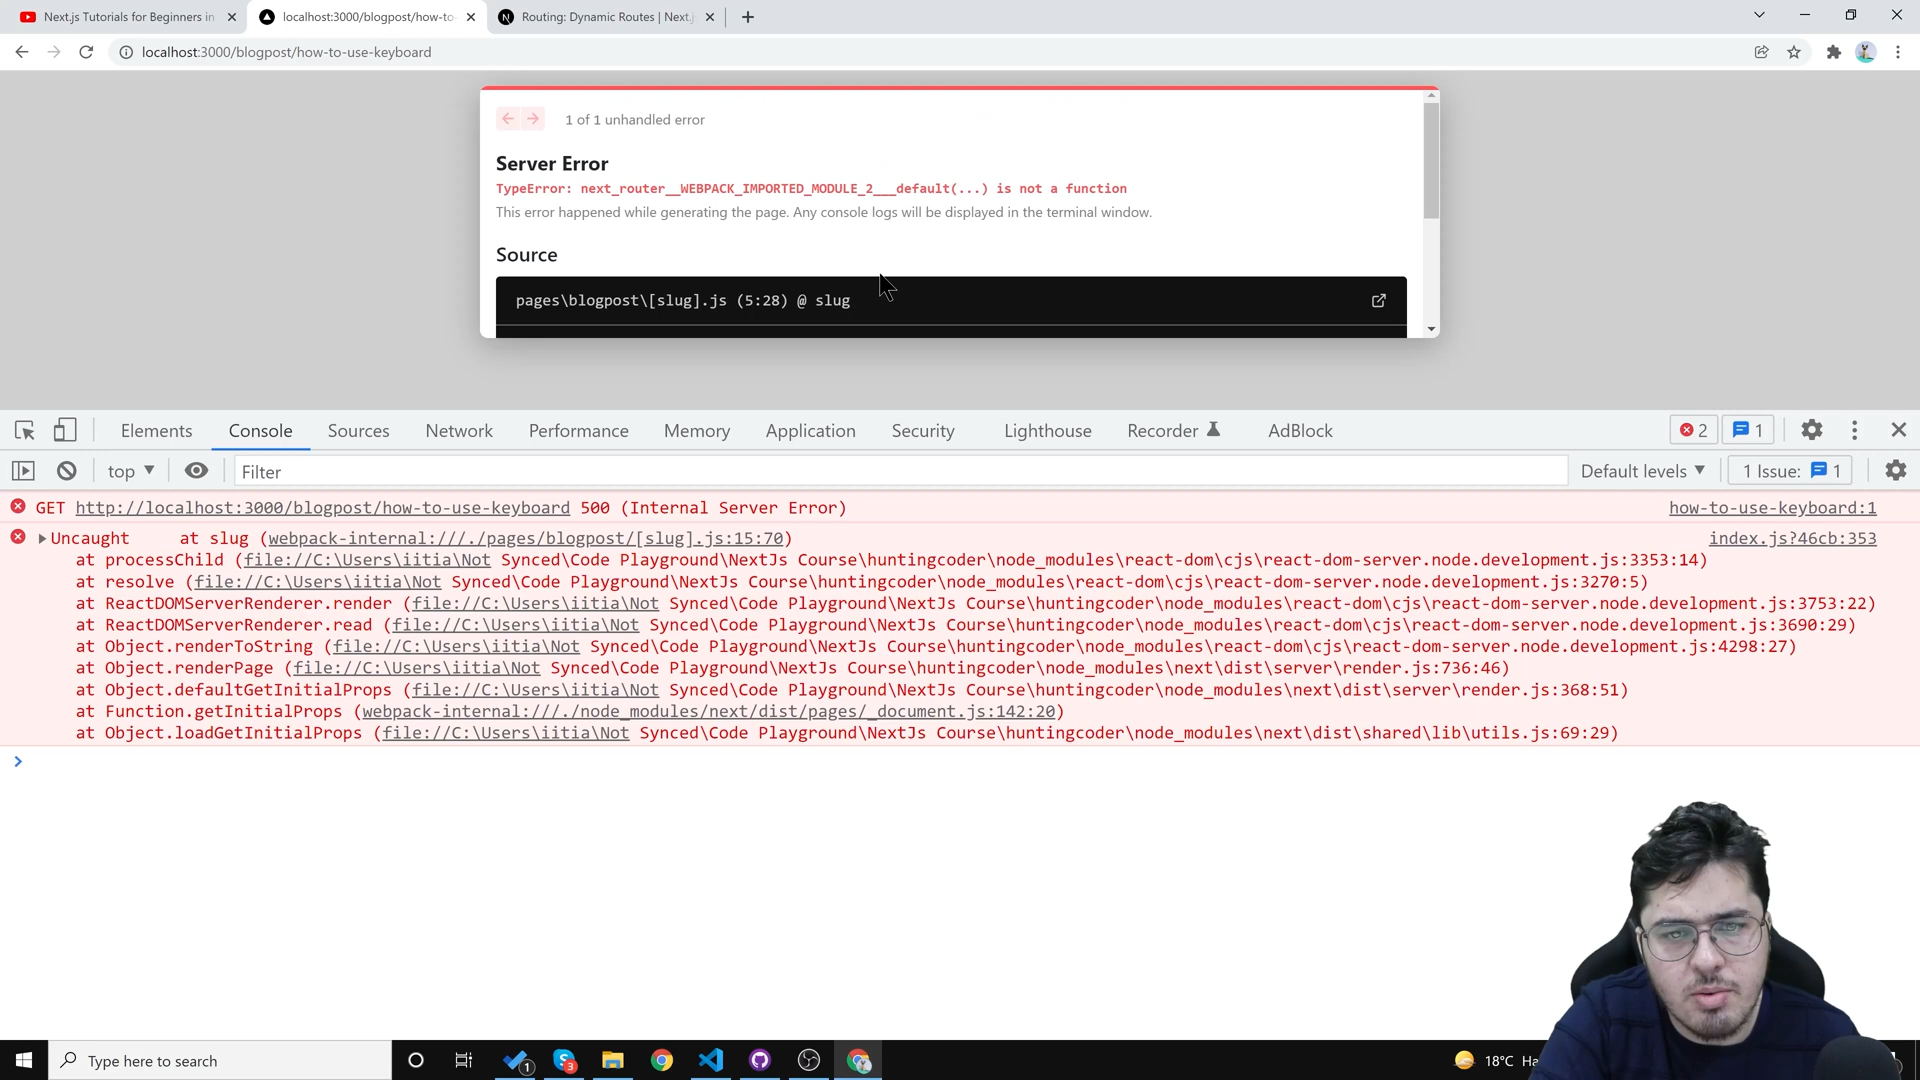 Next.js Tutorials for Beginners in
localhost:3000/blogpost/how-to-
Routing: Dynamic Routes | Next.j
localhost:3000/blogpost/how-to-use-keyboard
1 of 1 unhandled error
Server Error
TypeError: next_router__WEBPACK_IMPORTED_MODULE_2___default(...) is not a function
This error happened while generating the page. Any console logs will be displayed in the terminal window.
Source
pages\blogpost\[slug].js (5:28) @ slug
Elements Console Sources Network Performance Memory Application Security Lighthouse Recorder AdBlock 2 1
top Filter Default levels 1 Issue: 1
GET http://localhost:3000/blogpost/how-to-use-keyboard 500 (Internal Server Error) how-to-use-keyboard:1
Uncaught at slug (webpack-internal:///./pages/blogpost/[slug].js:15:70) index.js?46cb:353
at processChild (file://C:\Users\iitia\Not Synced\Code Playground\NextJs Course\huntingcoder\node_modules\react-dom\cjs\react-dom-server.node.development.js:3353:14)
at resolve (file://C:\Users\iitia\Not Synced\Code Playground\NextJs Course\huntingcoder\node_modules\react-dom\cjs\react-dom-server.node.development.js:3270:5)
at ReactDOMServerRenderer.render (file://C:\Users\iitia\Not Synced\Code Playground\NextJs Course\huntingcoder\node_modules\react-dom\cjs\react-dom-server.node.development.js:3753:22)
at ReactDOMServerRenderer.read (file://C:\Users\iitia\Not Synced\Code Playground\NextJs Course\huntingcoder\node_modules\react-dom\cjs\react-dom-server.node.development.js:3690:29)
at Object.renderToString (file://C:\Users\iitia\Not Synced\Code Playground\NextJs Course\huntingcoder\node_modules\react-dom\cjs\react-dom-server.node.development.js:4298:27)
at Object.renderPage (file://C:\Users\iitia\Not Synced\Code Playground\NextJs Course\huntingcoder\node_modules\next\dist\server\render.js:736:46)
at Object.defaultGetInitialProps (file://C:\Users\iitia\Not Synced\Code Playground\NextJs Course\huntingcoder\node_modules\next\dist\server\render.js:368:51)
at Function.getInitialProps (webpack-internal:///./node_modules/next/dist/pages/_document.js:142:20)
at Object.loadGetInitialProps (file://C:\Users\iitia\Not Synced\Code Playground\NextJs Course\huntingcoder\node_modules\next\dist\shared\lib\utils.js:69:29)
Type here to search 1 3 18°C Ha